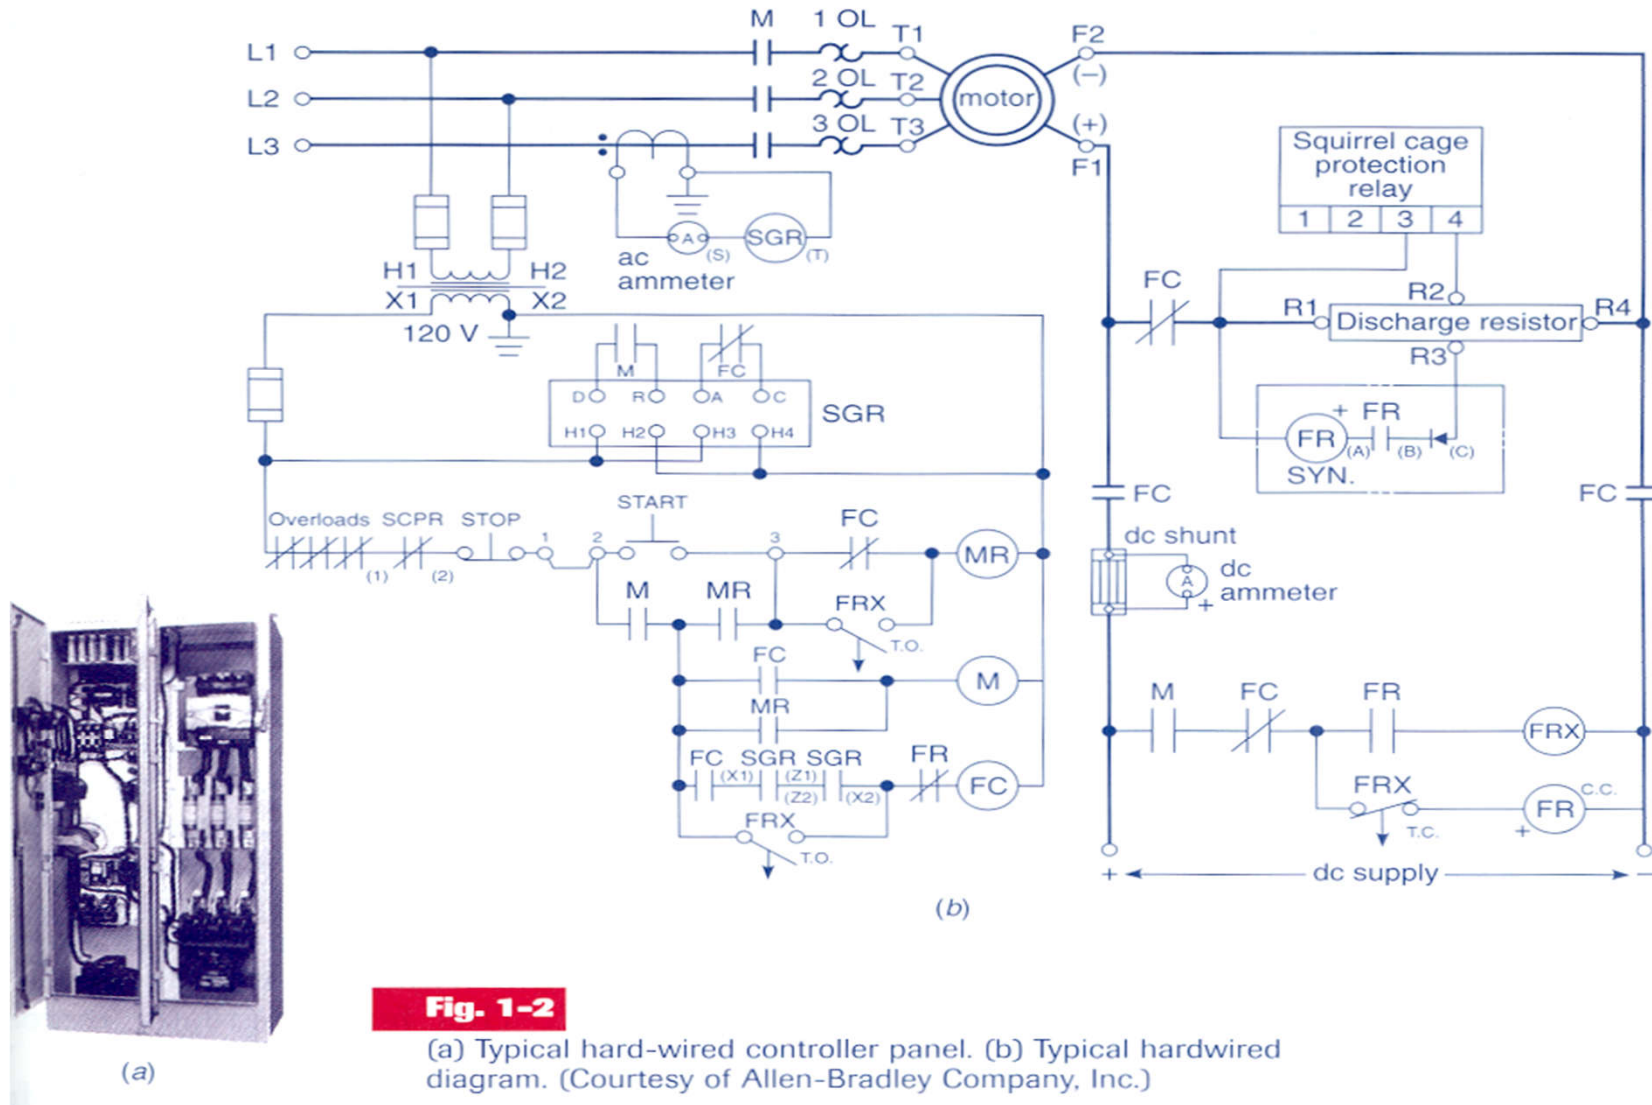 M 1 OL T1 F2
L1
(−)
2 OL T2
L2 motor
3 OL T3 (+)
L3
F1
Squirrel cage
protection
relay
1 2 3 4
A (S) SGR (T)
ac
ammeter
H1 H2
X1 X2
120 V
FC
R2
R1 Discharge resistor R4
R3
M FC
D R A C
SGR
H1 H2 H3 H4
+ FR
FR (A) (B) (C)
SYN.
FC FC
START
Overloads SCPR STOP 1 2 3 FC
(1) (2) MR
dc shunt
A dc
ammeter
+
M MR FRX
T.O.
FC
M
MR
M FC FR
FRX
FC SGR SGR FR
(X1) (Z1)
(Z2) (X2)
FC
FRX C.C.
FR
+
T.C.
FRX
T.O.
+ dc supply −
(b)
Fig. 1-2
(a)
(a) Typical hard-wired controller panel. (b) Typical hardwired
diagram. (Courtesy of Allen-Bradley Company, Inc.)